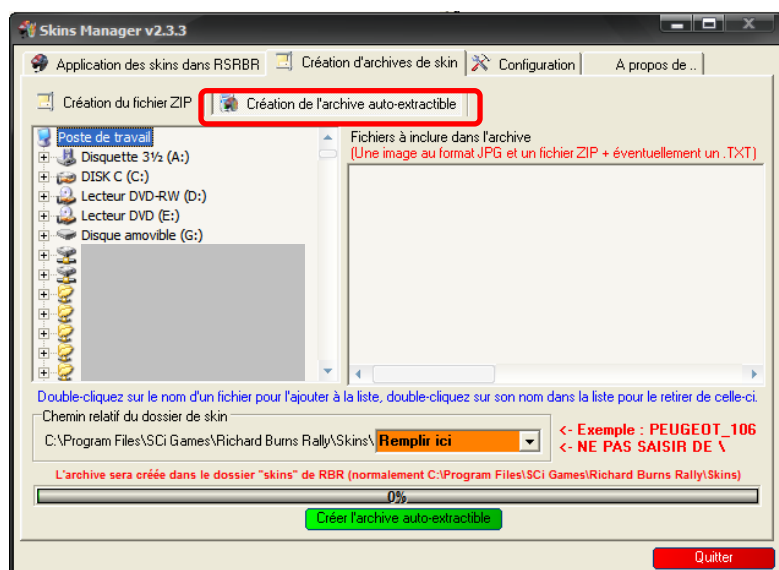 Skins Manager v2.3.3
Application des skins dans RSRBR
Création d'archives de skin
Configuration
A propos de ..
Création du fichier ZIP
Création de l'archive auto-extractible
Poste de travail
Disquette 3½ (A:)
DISK C (C:)
Lecteur DVD-RW (D:)
Lecteur DVD (E:)
Disque amovible (G:)
Fichiers à inclure dans l'archive
(Une image au format JPG et un fichier ZIP + éventuellement un .TXT)
Double-cliquez sur le nom d'un fichier pour l'ajouter à la liste, double-cliquez sur son nom dans la liste pour le retirer de celle-ci.
Chemin relatif du dossier de skin
C:\Program Files\SCi Games\Richard Burns Rally\Skins\ Remplir ici
<- Exemple : PEUGEOT_106
<- NE PAS SAISIR DE \
L'archive sera créée dans le dossier "skins" de RBR (normalement C:\Program Files\SCi Games\Richard Burns Rally\Skins)
0%
Créer l'archive auto-extractible
Quitter